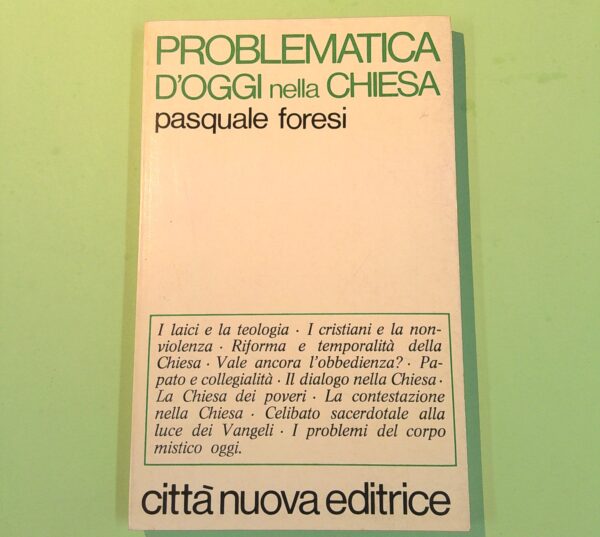 PROBLEMATICA
D'OGGI nella CHIESA
pasquale foresi
I laici e la teologia · I cristiani e la non-
violenza · Riforma e temporalità della
Chiesa · Vale ancora l'obbedienza? · Pa-
pato e collegialità · Il dialogo nella Chiesa ·
La Chiesa dei poveri · La contestazione
nella Chiesa · Celibato sacerdotale alla
luce dei Vangeli · I problemi del corpo
mistico oggi.
città nuova editrice